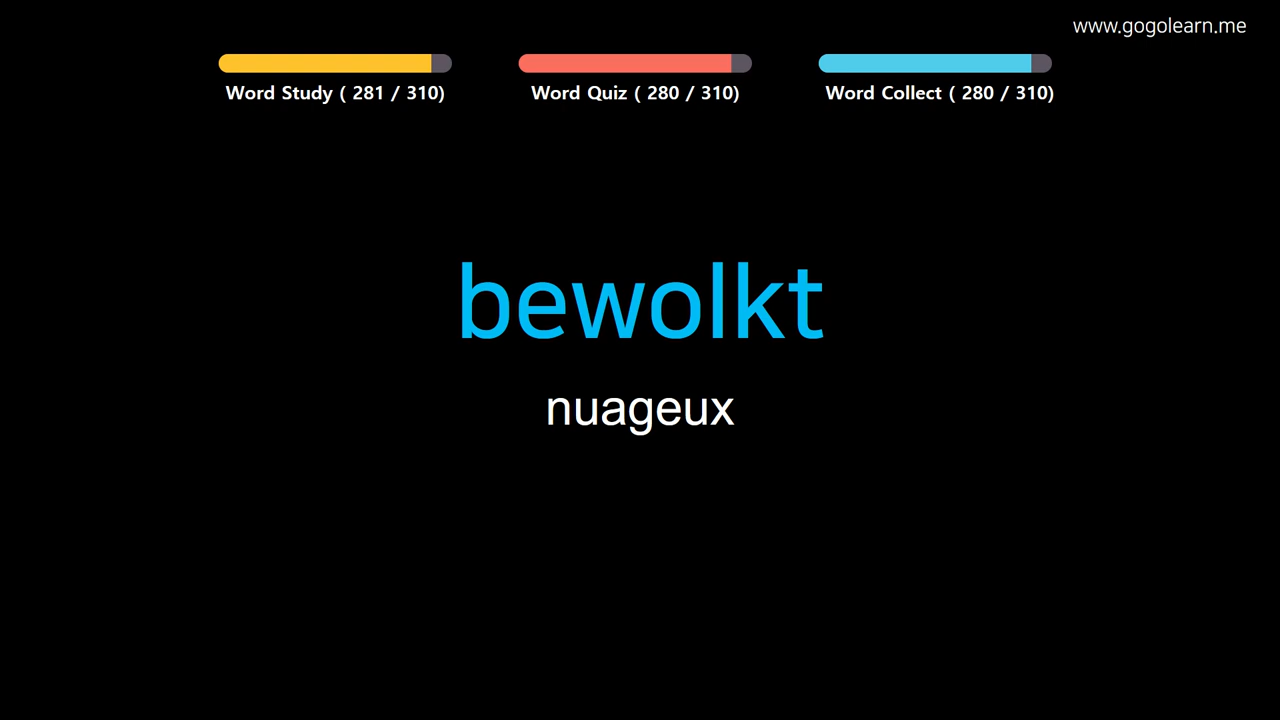 www.gogolearn.me
Word Study ( 281 / 310)
Word Quiz ( 280 / 310)
Word Collect ( 280 / 310)
bewolkt
nuageux